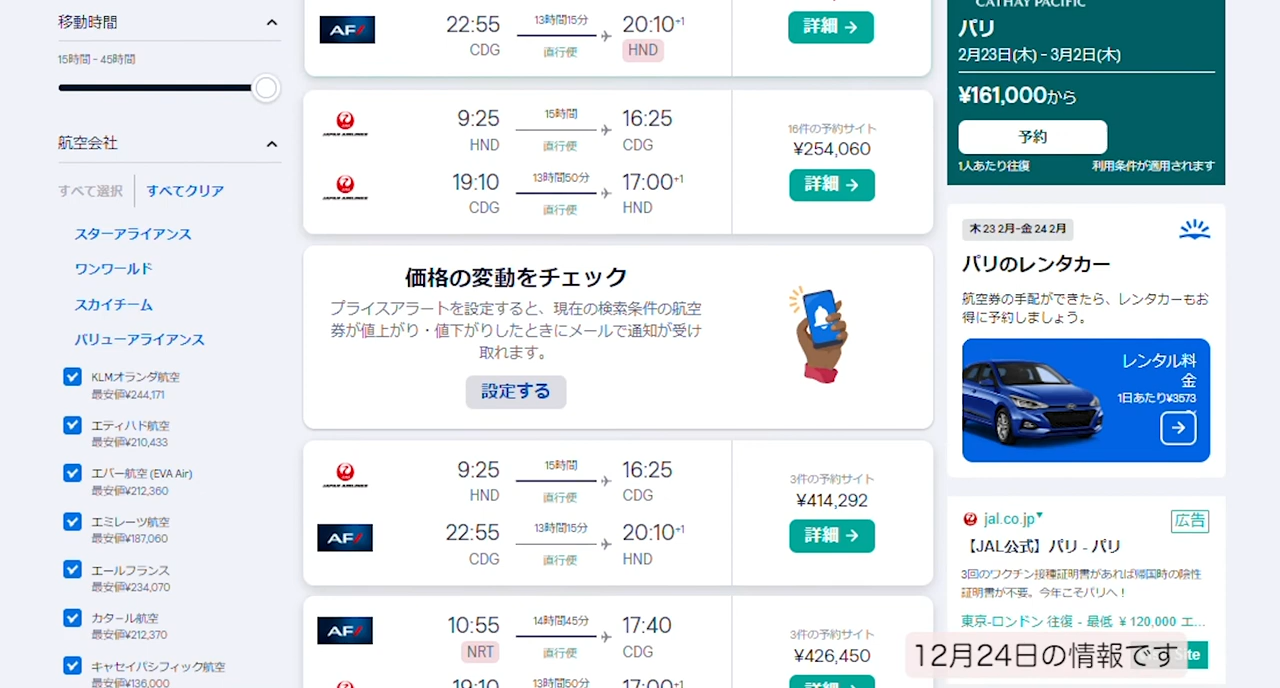 移動時間
15時間 - 45時間
航空会社
すべて選択
すべてクリア
スターアライアンス
ワンワールド
スカイチーム
バリューアライアンス
KLMオランダ航空
最安値¥244,171
エティハド航空
最安値¥210,433
エバー航空 (EVA Air)
最安値¥212,360
エミレーツ航空
最安値¥187,060
エールフランス
最安値¥234,070
カタール航空
最安値¥212,370
キャセイパシフィック航空
最安値¥136,000
AF
22:55
CDG
13時間15分
直行便
20:10+1
HND
詳細 →
JAPAN AIRLINES
9:25
HND
15時間
直行便
16:25
CDG
JAPAN AIRLINES
19:10
CDG
13時間50分
直行便
17:00+1
HND
16件の予約サイト
¥254,060
詳細 →
価格の変動をチェック
プライスアラートを設定すると、現在の検索条件の航空
券が値上がり・値下がりしたときにメールで通知が受け
取れます。
設定する
JAPAN AIRLINES
9:25
HND
15時間
直行便
16:25
CDG
AF
22:55
CDG
13時間15分
直行便
20:10+1
HND
3件の予約サイト
¥414,292
詳細 →
AF
10:55
NRT
14時間45分
直行便
17:40
CDG
19:10
13時間50分
17:00+1
3件の予約サイト
¥426,450
詳細 →
CATHAY PACIFIC
パリ
2月23日(木) - 3月2日(木)
¥161,000から
予約
1人あたり往復
利用条件が適用されます
木 23 2月-金 24 2月
パリのレンタカー
航空券の手配ができたら、レンタカーもお
得に予約しましょう。
レンタル料
金
1日あたり¥3573
jal.co.jp
広告
【JAL公式】パリ - パリ
3回のワクチン接種証明書があれば帰国時の陰性
証明書が不要。今年こそパリへ！
東京-ロンドン 往復 - 最低 ¥ 120,000 エ...
12月24日の情報です